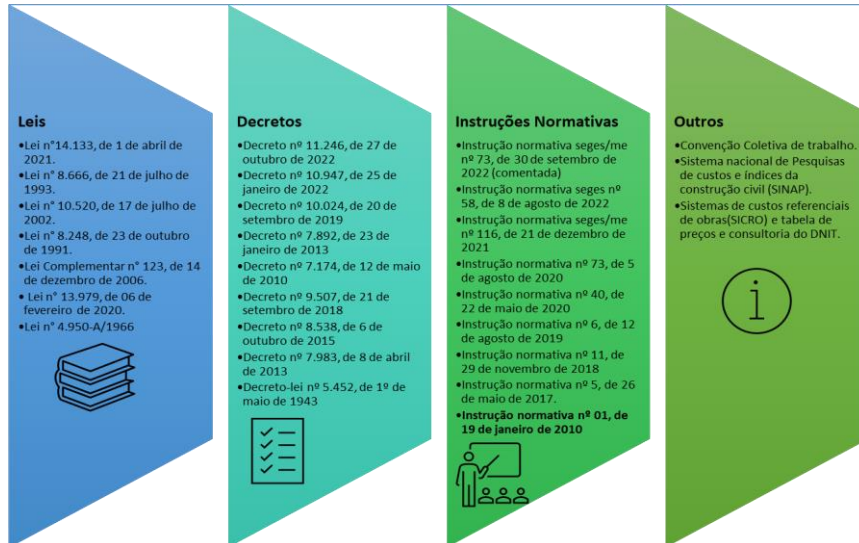 Leis
•Lei n°14.133, de 1 de abril de
2021.
•Lei n° 8.666, de 21 de julho de
1993.
•Lei n° 10.520, de 17 de julho de
2002.
•Lei n° 8.248, de 23 de outubro
de 1991.
•Lei Complementar n° 123, de 14
de dezembro de 2006.
• Lei n° 13.979, de 06 de
fevereiro de 2020.
•Lei n° 4.950-A/1966
Decretos
•Decreto nº 11.246, de 27 de
outubro de 2022
•Decreto nº 10.947, de 25 de
janeiro de 2022
•Decreto nº 10.024, de 20 de
setembro de 2019
•Decreto nº 7.892, de 23 de
janeiro de 2013
•Decreto nº 7.174, de 12 de maio
de 2010
•Decreto nº 9.507, de 21 de
setembro de 2018
•Decreto nº 8.538, de 6 de
outubro de 2015
•Decreto nº 7.983, de 8 de abril
de 2013
•Decreto-lei nº 5.452, de 1º de
maio de 1943
Instruções Normativas
•Instrução normativa seges/me
nº 73, de 30 de setembro de
2022 (comentada)
•Instrução normativa seges nº
58, de 8 de agosto de 2022
•Instrução normativa seges/me
nº 116, de 21 de dezembro de
2021
•Instrução normativa nº 73, de 5
de agosto de 2020
•Instrução normativa nº 40, de
22 de maio de 2020
•Instrução normativa nº 6, de 12
de agosto de 2019
•Instrução normativa nº 11, de
29 de novembro de 2018
•Instrução normativa nº 5, de 26
de maio de 2017.
•Instrução normativa nº 01, de
19 de janeiro de 2010
Outros
•Convenção Coletiva de trabalho.
•Sistema nacional de Pesquisas
de custos e índices da
construção civil (SINAP).
•Sistemas de custos referenciais
de obras(SICRO) e tabela de
preços e consultoria do DNIT.